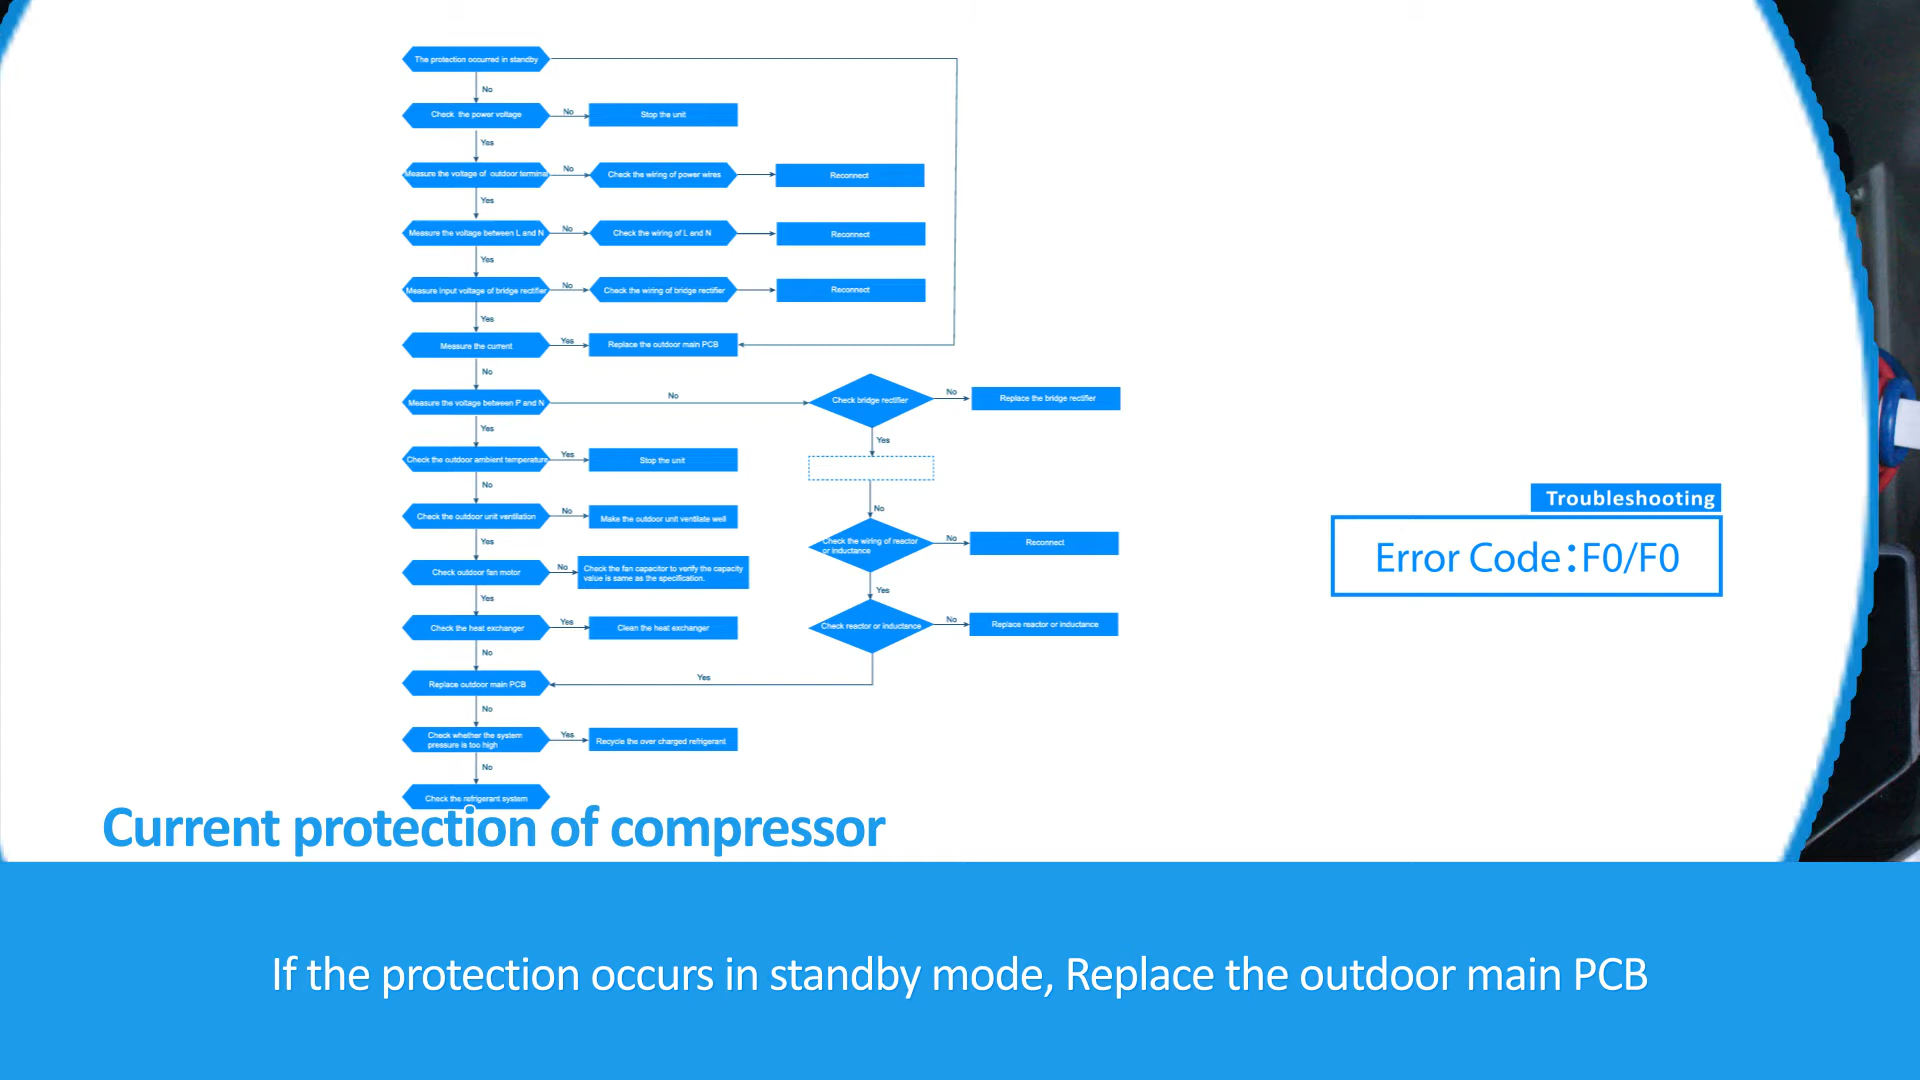 The protection occurred in standby
No
Check the power voltage
No
Stop the unit
Yes
Measure the voltage of outdoor termina
No
Check the wiring of power wires
Reconnect
Yes
Measure the voltage between L and N
No
Check the wiring of L and N
Reconnect
Yes
Measure input voltage of bridge rectifier
No
Check the wiring of bridge rectifier
Reconnect
Yes
Measure the current
Yes
Replace the outdoor main PCB
No
Measure the voltage between P and N
No
Check bridge rectifier
No
Replace the bridge rectifier
Yes
Yes
Check the outdoor ambient temperature
Yes
Stop the unit
No
No
Check the outdoor unit ventilation
No
Make the outdoor unit ventilate well
Yes
Check the wiring of reactor
or inductance
No
Reconnect
Check outdoor fan motor
No
Check the fan capacitor to verify the capacity
value is same as the specification.
Yes
Yes
Check the heat exchanger
Yes
Clean the heat exchanger
Check reactor or inductance
No
Replace reactor or inductance
No
Replace outdoor main PCB
Yes
No
Check whether the system
pressure is too high
Yes
Recycle the over charged refrigerant
No
Check the refrigerant system
Troubleshooting
Error Code:F0/F0
Current protection of compressor
If the protection occurs in standby mode, Replace the outdoor main PCB